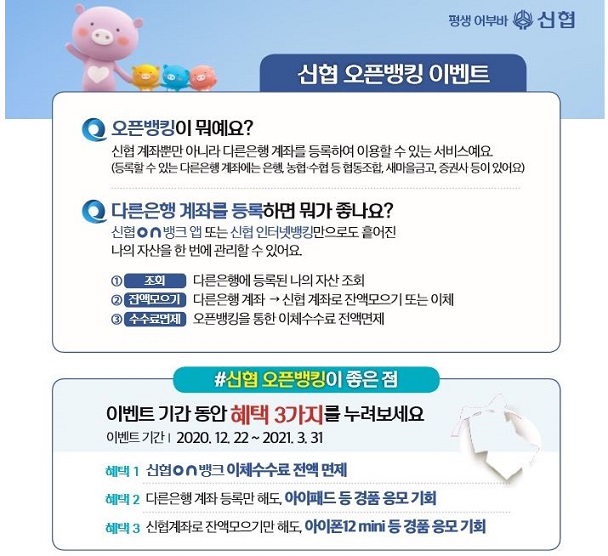 평생 어부바 신협
신협 오픈뱅킹 이벤트
Q 오픈뱅킹이 뭐예요?
신협 계좌뿐만 아니라 다른은행 계좌를 등록하여 이용할 수 있는 서비스예요.
(등록할 수 있는 다른은행 계좌에는 은행, 농협·수협 등 협동조합, 새마을금고, 증권사 등이 있어요)
Q 다른은행 계좌를 등록하면 뭐가 좋나요?
신협on뱅크 앱 또는 신협 인터넷뱅킹만으로도 흩어진
나의 자산을 한 번에 관리할 수 있어요.
① 조회 다른은행에 등록된 나의 자산 조회
② 잔액모으기 다른은행 계좌 → 신협 계좌로 잔액모으기 또는 이체
③ 수수료면제 오픈뱅킹을 통한 이체수수료 전액면제
#신협 오픈뱅킹이 좋은 점
이벤트 기간 동안 혜택 3가지를 누려보세요
이벤트 기간 | 2020. 12. 22 ~ 2021. 3. 31
혜택 1 신협on뱅크 이체수수료 전액 면제
혜택 2 다른은행 계좌 등록만 해도, 아이패드 등 경품 응모 기회
혜택 3 신협계좌로 잔액모으기만 해도, 아이폰12 mini 등 경품 응모 기회